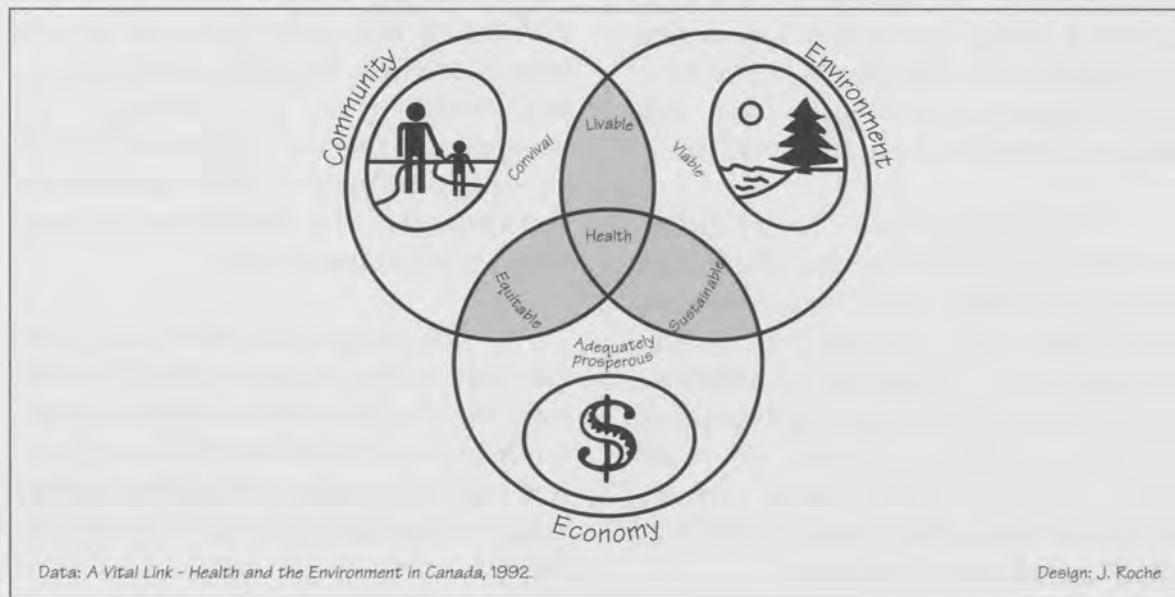 Community
Environment
Livable
Convival
Viable
Health
Equitable
Sustainable
Adequately
prosperous
$
Economy
Data: A Vital Link - Health and the Environment in Canada, 1992.
Design: J. Roche